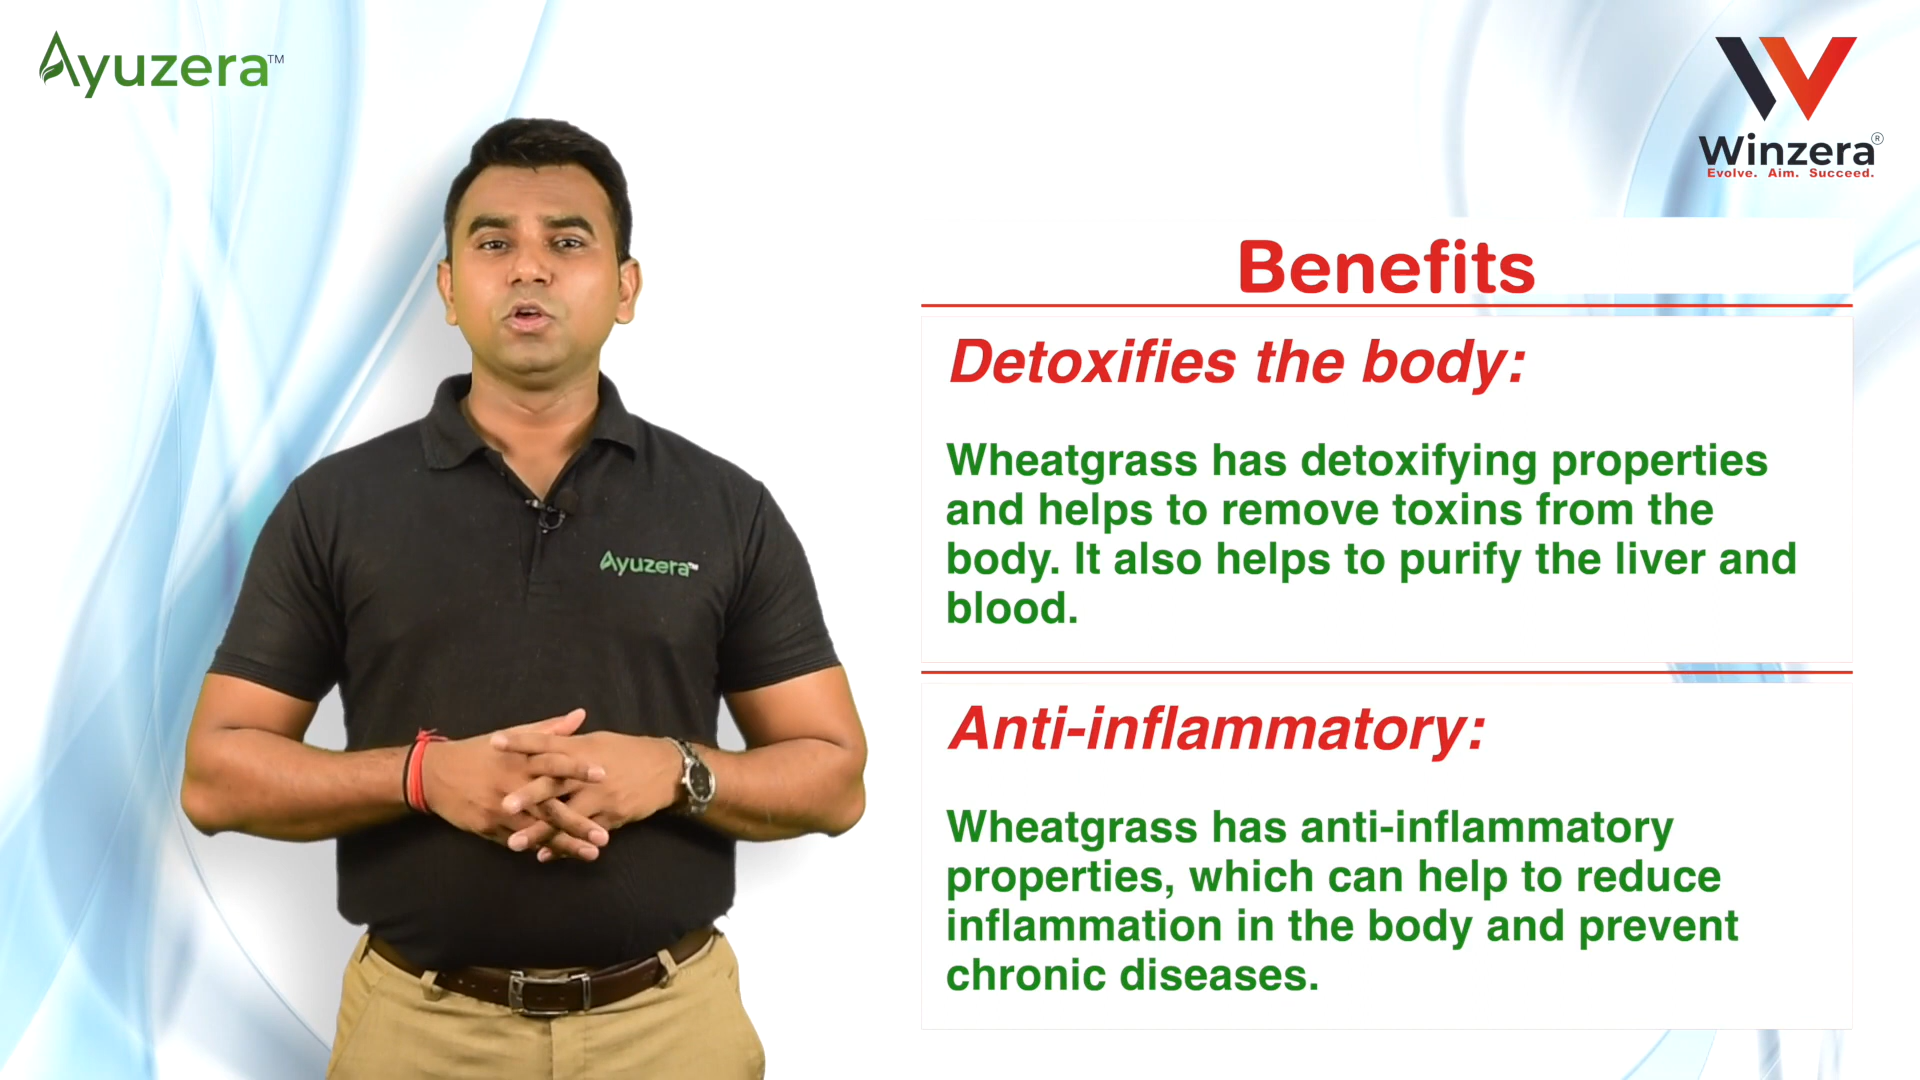 Ayuzera™
Winzera®
Evolve. Aim. Succeed.
Benefits
Detoxifies the body:
Wheatgrass has detoxifying properties
and helps to remove toxins from the
body. It also helps to purify the liver and
blood.
Ayuzera™
Anti-inflammatory:
Wheatgrass has anti-inflammatory
properties, which can help to reduce
inflammation in the body and prevent
chronic diseases.